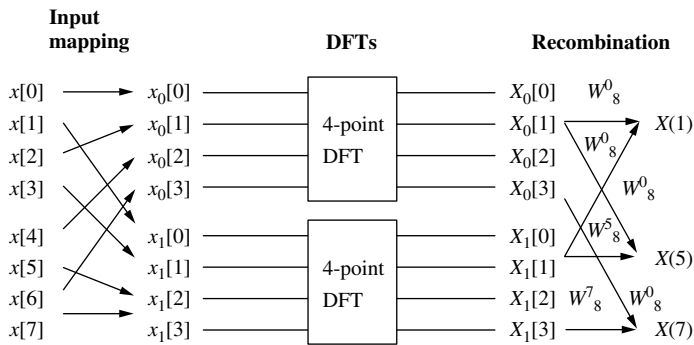 Input
mapping
DFTs
Recombination
x[0] x₀[0] X₀[0] W⁰₈
x[1] x₀[1] 4-point X₀[1] X(1)
W⁰₈
x[2] x₀[2] DFT X₀[2]
x[3] x₀[3] X₀[3] W⁰₈
x[4] x₁[0] X₁[0] W⁵₈
X(5)
x[5] x₁[1] 4-point X₁[1]
x[6] x₁[2] DFT X₁[2] W⁷₈ W⁰₈
x[7] x₁[3] X₁[3] X(7)